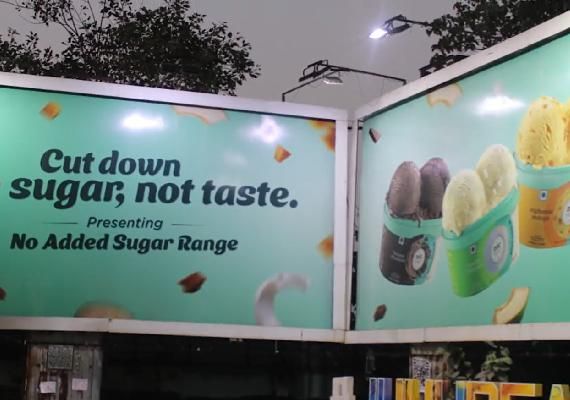 Cut down
sugar, not taste.
Presenting
No Added Sugar Range